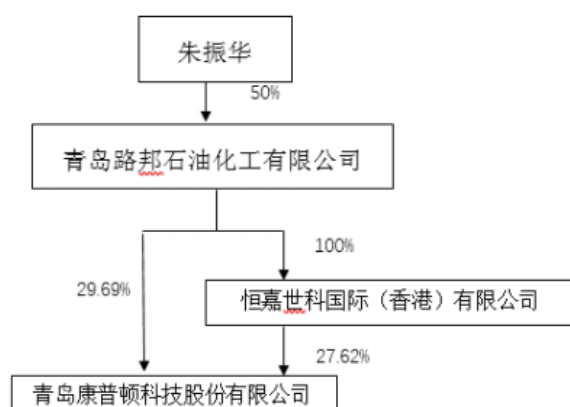 朱振华
50%
青岛路邦石油化工有限公司
100%
29.69%
恒嘉世科国际（香港）有限公司
27.62%
青岛康普顿科技股份有限公司